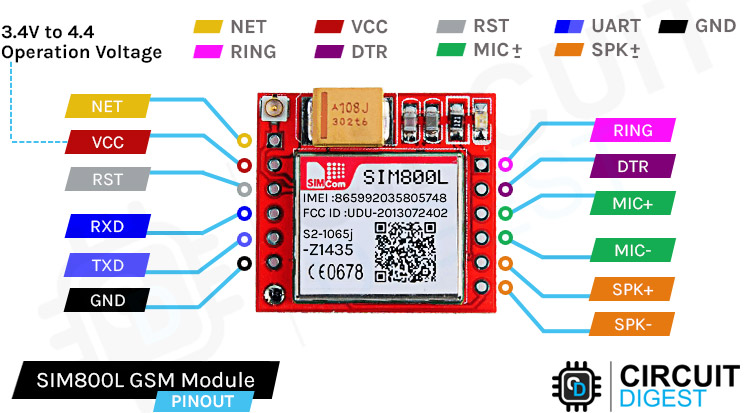 3.4V to 4.4
Operation Voltage
NET
VCC
RST
UART
GND
RING
DTR
MIC±
SPK±
NET
VCC
RST
RXD
TXD
GND
A108J
302t6
SIMCom
SIM800L
IMEI :865992035805748
FCC ID :UDU-2013072402
S2-1065j
-Z1435
CE0678
RING
DTR
MIC+
MIC-
SPK+
SPK-
SIM800L GSM Module
PINOUT
CD
CIRCUIT
DIGEST